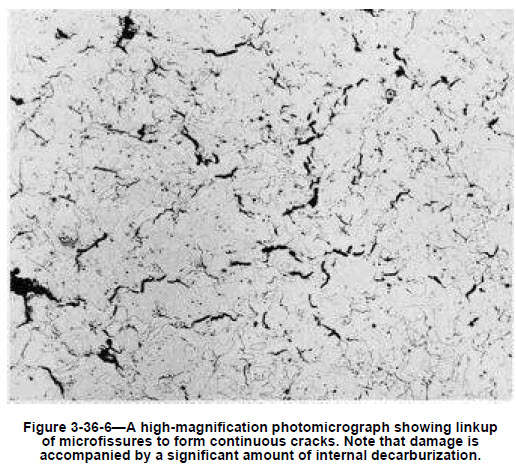 Figure 3-36-6—A high-magnification photomicrograph showing linkup
of microfissures to form continuous cracks. Note that damage is
accompanied by a significant amount of internal decarburization.